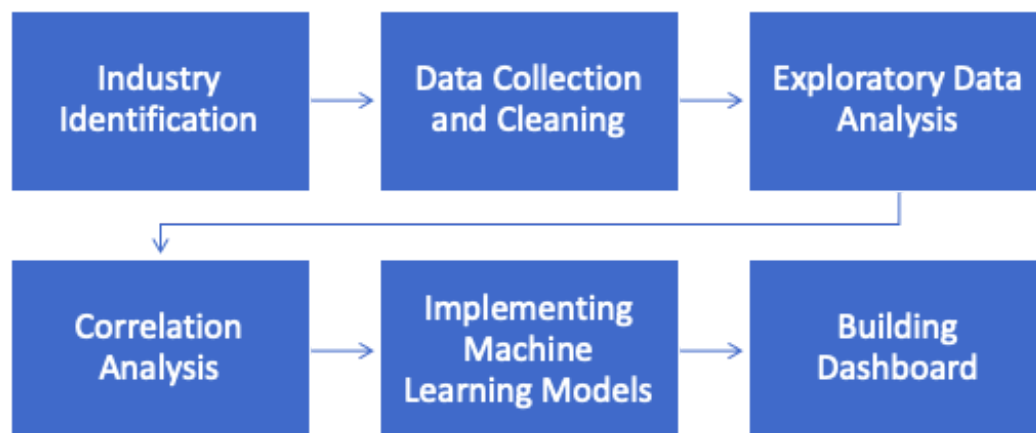 Industry
Identification
Data Collection
and Cleaning
Exploratory Data
Analysis
Correlation
Analysis
Implementing
Machine
Learning Models
Building
Dashboard